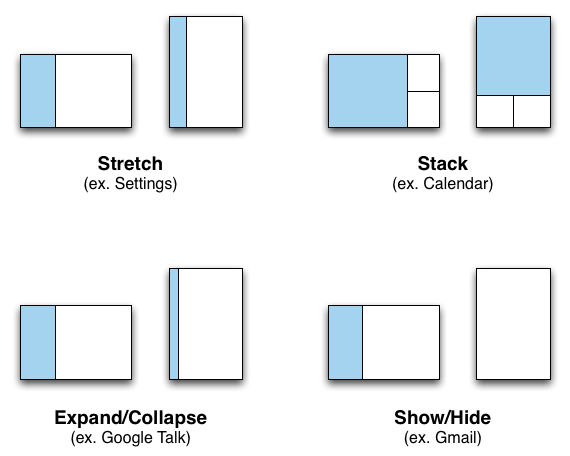 Stretch
(ex. Settings)
Stack
(ex. Calendar)
Expand/Collapse
(ex. Google Talk)
Show/Hide
(ex. Gmail)